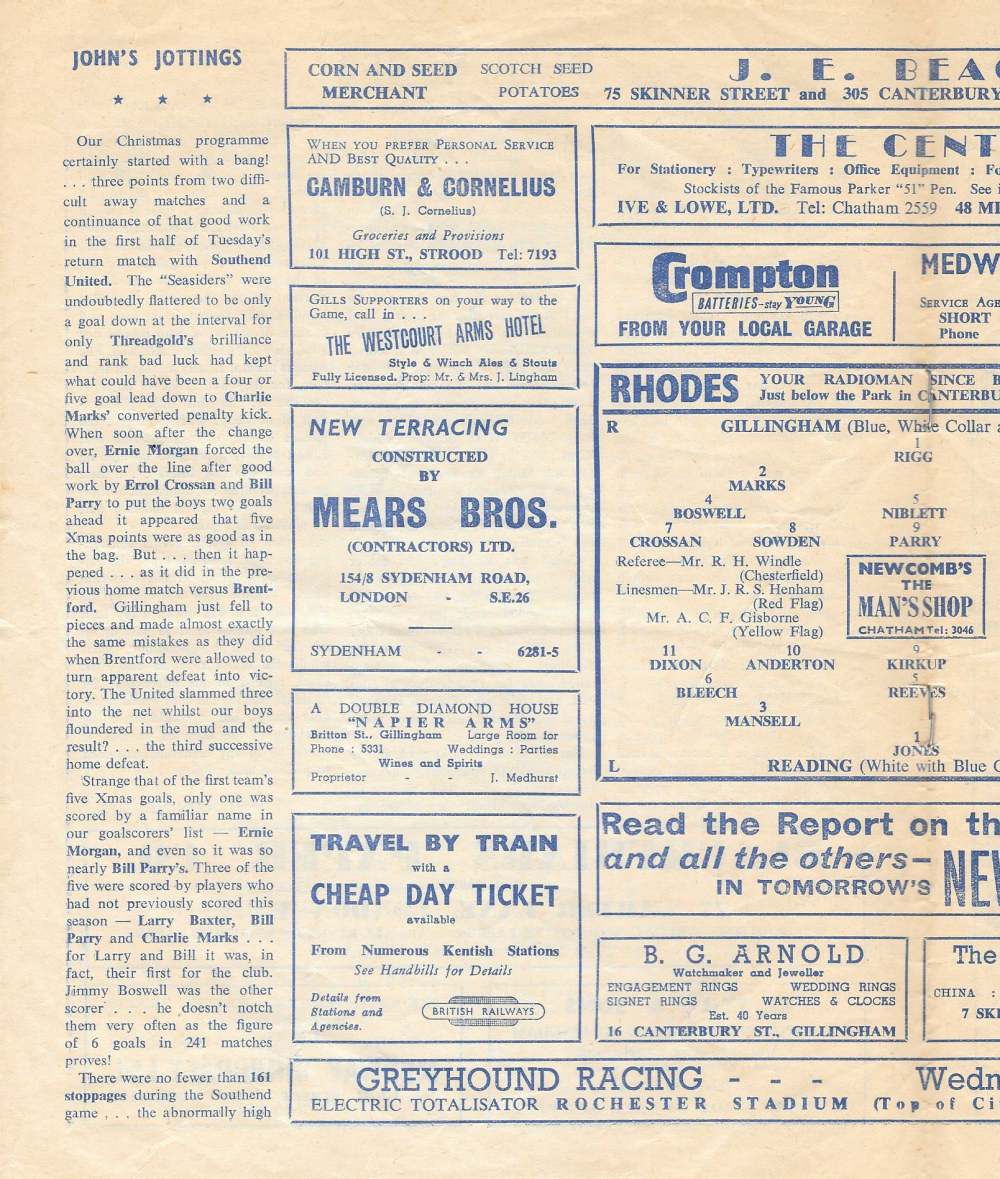 JOHN'S JOTTINGS
★ ★ ★
Our Christmas programme
certainly started with a bang!
. . . three points from two diffi-
cult away matches and a
continuance of that good work
in the first half of Tuesday's
return match with Southend
United. The "Seasiders" were
undoubtedly flattered to be only
a goal down at the interval for
only Threadgold's brilliance
and rank bad luck had kept
what could have been a four or
five goal lead down to Charlie
Marks' converted penalty kick.
When soon after the change
over, Ernie Morgan forced the
ball over the line after good
work by Errol Crossan and Bill
Parry to put the boys two goals
ahead it appeared that five
Xmas points were as good as in
the bag. But . . . then it hap-
pened . . . as it did in the pre-
vious home match versus Brent-
ford. Gillingham just fell to
pieces and made almost exactly
the same mistakes as they did
when Brentford were allowed to
turn apparent defeat into vic-
tory. The United slammed three
into the net whilst our boys
floundered in the mud and the
result? . . . the third successive
home defeat.
Strange that of the first team's
five Xmas goals, only one was
scored by a familiar name in
our goalscorers' list — Ernie
Morgan, and even so it was so
nearly Bill Parry's. Three of the
five were scored by players who
had not previously scored this
season — Larry Baxter, Bill
Parry and Charlie Marks . . .
for Larry and Bill it was, in
fact, their first for the club.
Jimmy Boswell was the other
scorer . . . he doesn't notch
them very often as the figure
of 6 goals in 241 matches
proves!
There were no fewer than 161
stoppages during the Southend
game . . . the abnormally high
CORN AND SEED SCOTCH SEED J. E. BEAC
MERCHANT POTATOES 75 SKINNER STREET and 305 CANTERBURY
WHEN YOU PREFER PERSONAL SERVICE
AND BEST QUALITY . . .
CAMBURN & CORNELIUS
(S. J. Cornelius)
Groceries and Provisions
101 HIGH ST., STROOD Tel: 7193
GILLS SUPPORTERS on your way to the
Game, call in . . .
THE WESTCOURT ARMS HOTEL
Style & Winch Ales & Stouts
Fully Licensed. Prop: Mr. & Mrs. J. Lingham
NEW TERRACING
CONSTRUCTED
BY
MEARS BROS.
(CONTRACTORS) LTD.
154/8 SYDENHAM ROAD,
LONDON - S.E.26
SYDENHAM - - 6281-5
A DOUBLE DIAMOND HOUSE
"NAPIER ARMS"
Britton St., Gillingham Large Room for
Phone : 5331 Weddings : Parties
Wines and Spirits
Proprietor - - J. Medhurst
TRAVEL BY TRAIN
with a
CHEAP DAY TICKET
available
From Numerous Kentish Stations
See Handbills for Details
Details from
Stations and
Agencies.
BRITISH RAILWAYS
THE CENT
For Stationery : Typewriters : Office Equipment : Fo
Stockists of the Famous Parker "51" Pen. See
IVE & LOWE, LTD. Tel: Chatham 2559 48 MI
Crompton
BATTERIES-stay YOUNG
FROM YOUR LOCAL GARAGE
MEDW
SERVICE AGE
SHORT
Phone
RHODES YOUR RADIOMAN SINCE B
Just below the Park in CANTERBU
R GILLINGHAM (Blue, White Collar a
1
RIGG
2
MARKS
4 5
BOSWELL NIBLETT
7 8 9
CROSSAN SOWDEN PARRY
Referee—Mr. R. H. Windle
(Chesterfield)
Linesmen—Mr. J. R. S. Henham
(Red Flag)
Mr. A. C. F. Gisborne
(Yellow Flag)
NEWCOMB'S
THE
MAN'S SHOP
CHATHAM Tel: 3046
11 10 9
DIXON ANDERTON KIRKUP
6 5
BLEECH REEVES
3
MANSELL
1
JONES
L READING (White with Blue C
Read the Report on th
and all the others—
IN TOMORROW'S NEW
B. G. ARNOLD
Watchmaker and Jeweller
ENGAGEMENT RINGS WEDDING RINGS
SIGNET RINGS WATCHES & CLOCKS
Est. 40 Years
16 CANTERBURY ST., GILLINGHAM
The
CHINA :
7 SKI
GREYHOUND RACING - - - Wedn
ELECTRIC TOTALISATOR ROCHESTER STADIUM (Top of Ci